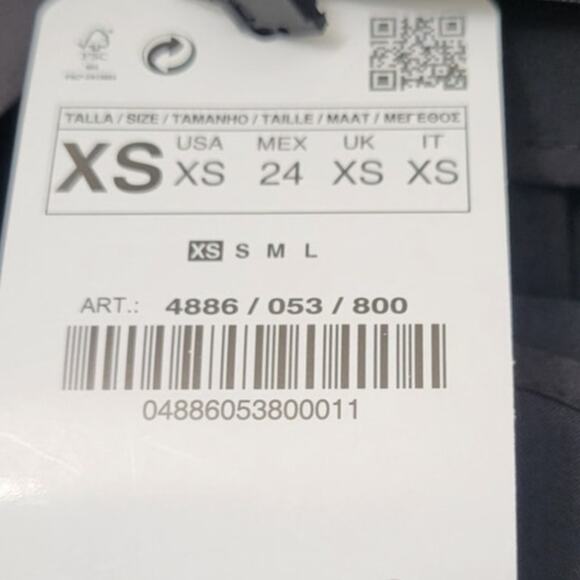 FSC
TALLA / SIZE / TAMANHO / TAILLE / MAAT / ΜΕΓΕΘΟΣ
XS USA XS MEX 24 UK XS IT XS
XS S M L
ART.: 4886 / 053 / 800
04886053800011